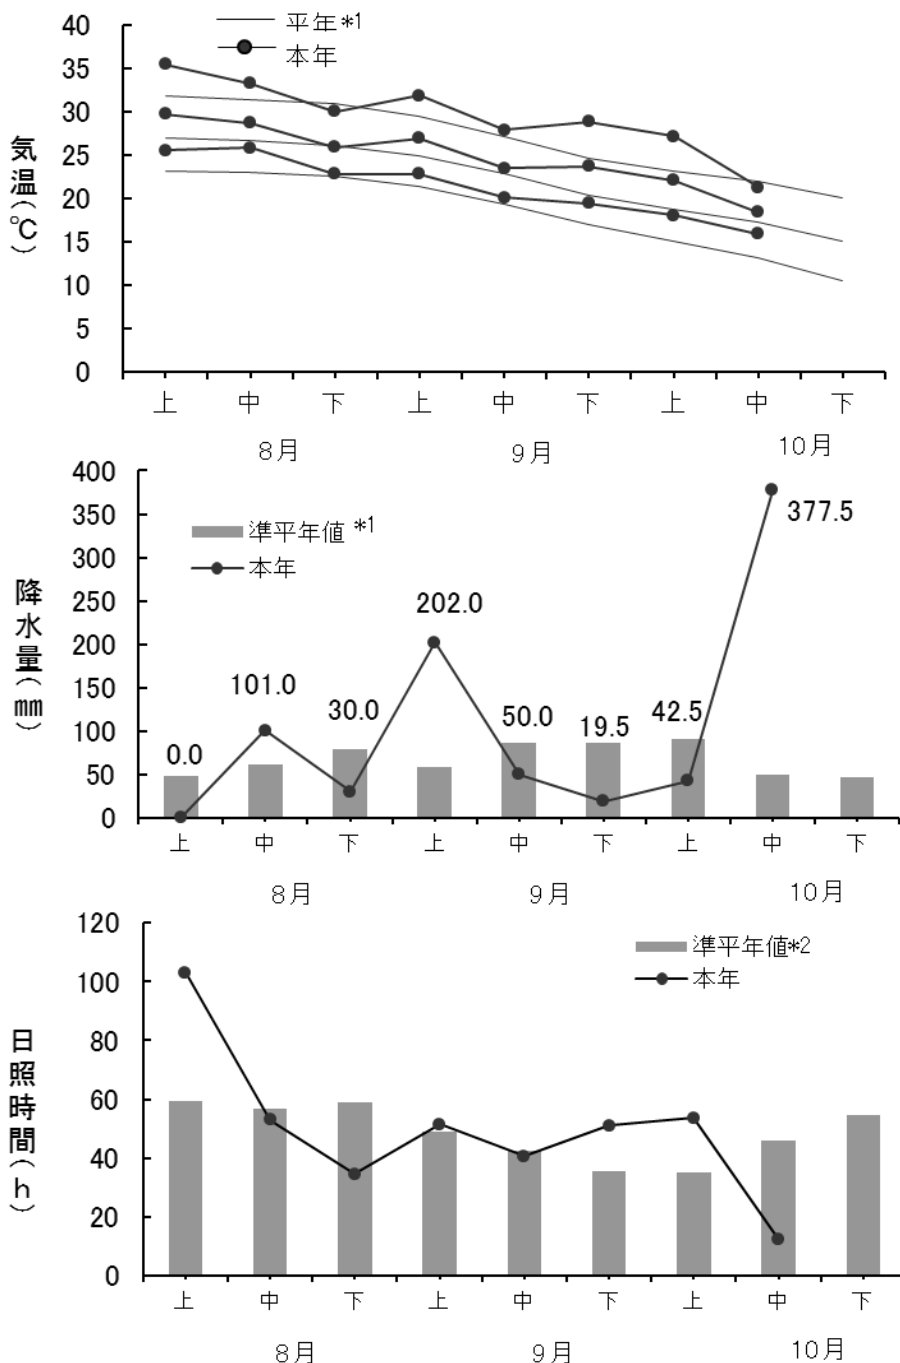 平年*1
本年
気温(℃)
40
35
30
25
20
15
10
5
0
上 中 下 上 中 下 上 中 下
8月 9月 10月
準平年値 *1
本年
降水量(㎜)
400
350
300
250
200
150
100
50
0
0.0
101.0
30.0
202.0
50.0
19.5
42.5
377.5
上 中 下 上 中 下 上 中 下
8月 9月 10月
準平年値*2
本年
日照時間(h)
120
100
80
60
40
20
0
上 中 下 上 中 下 上 中 下
8月 9月 10月